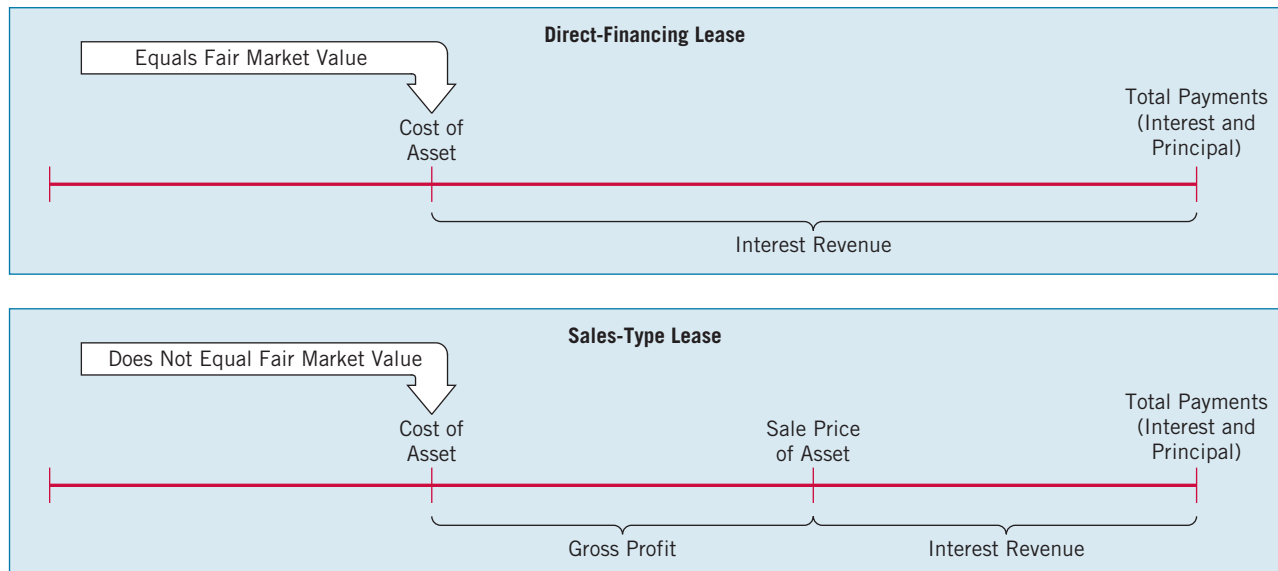 Direct-Financing Lease
Equals Fair Market Value
Cost of
Asset
Total Payments
(Interest and
Principal)
Interest Revenue
Sales-Type Lease
Does Not Equal Fair Market Value
Cost of
Asset
Sale Price
of Asset
Total Payments
(Interest and
Principal)
Gross Profit
Interest Revenue